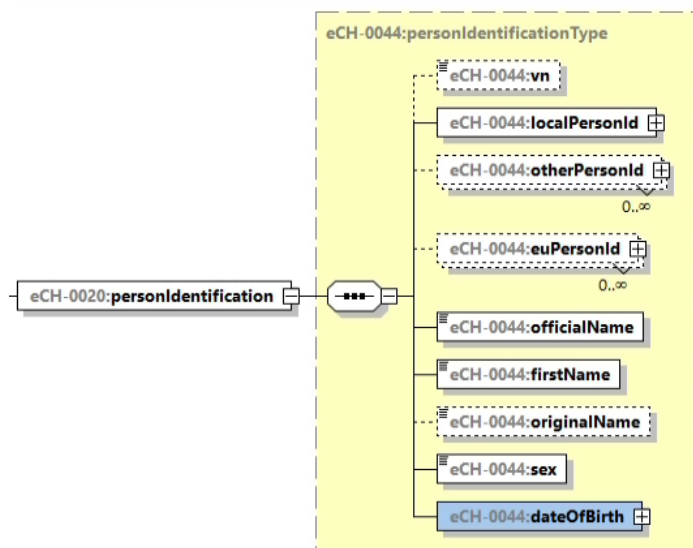 eCH-0044:personIdentificationType
eCH-0044:vn
eCH-0044:localPersonId
eCH-0044:otherPersonId
0..∞
eCH-0044:euPersonId
0..∞
eCH-0020:personIdentification
eCH-0044:officialName
eCH-0044:firstName
eCH-0044:originalName
eCH-0044:sex
eCH-0044:dateOfBirth